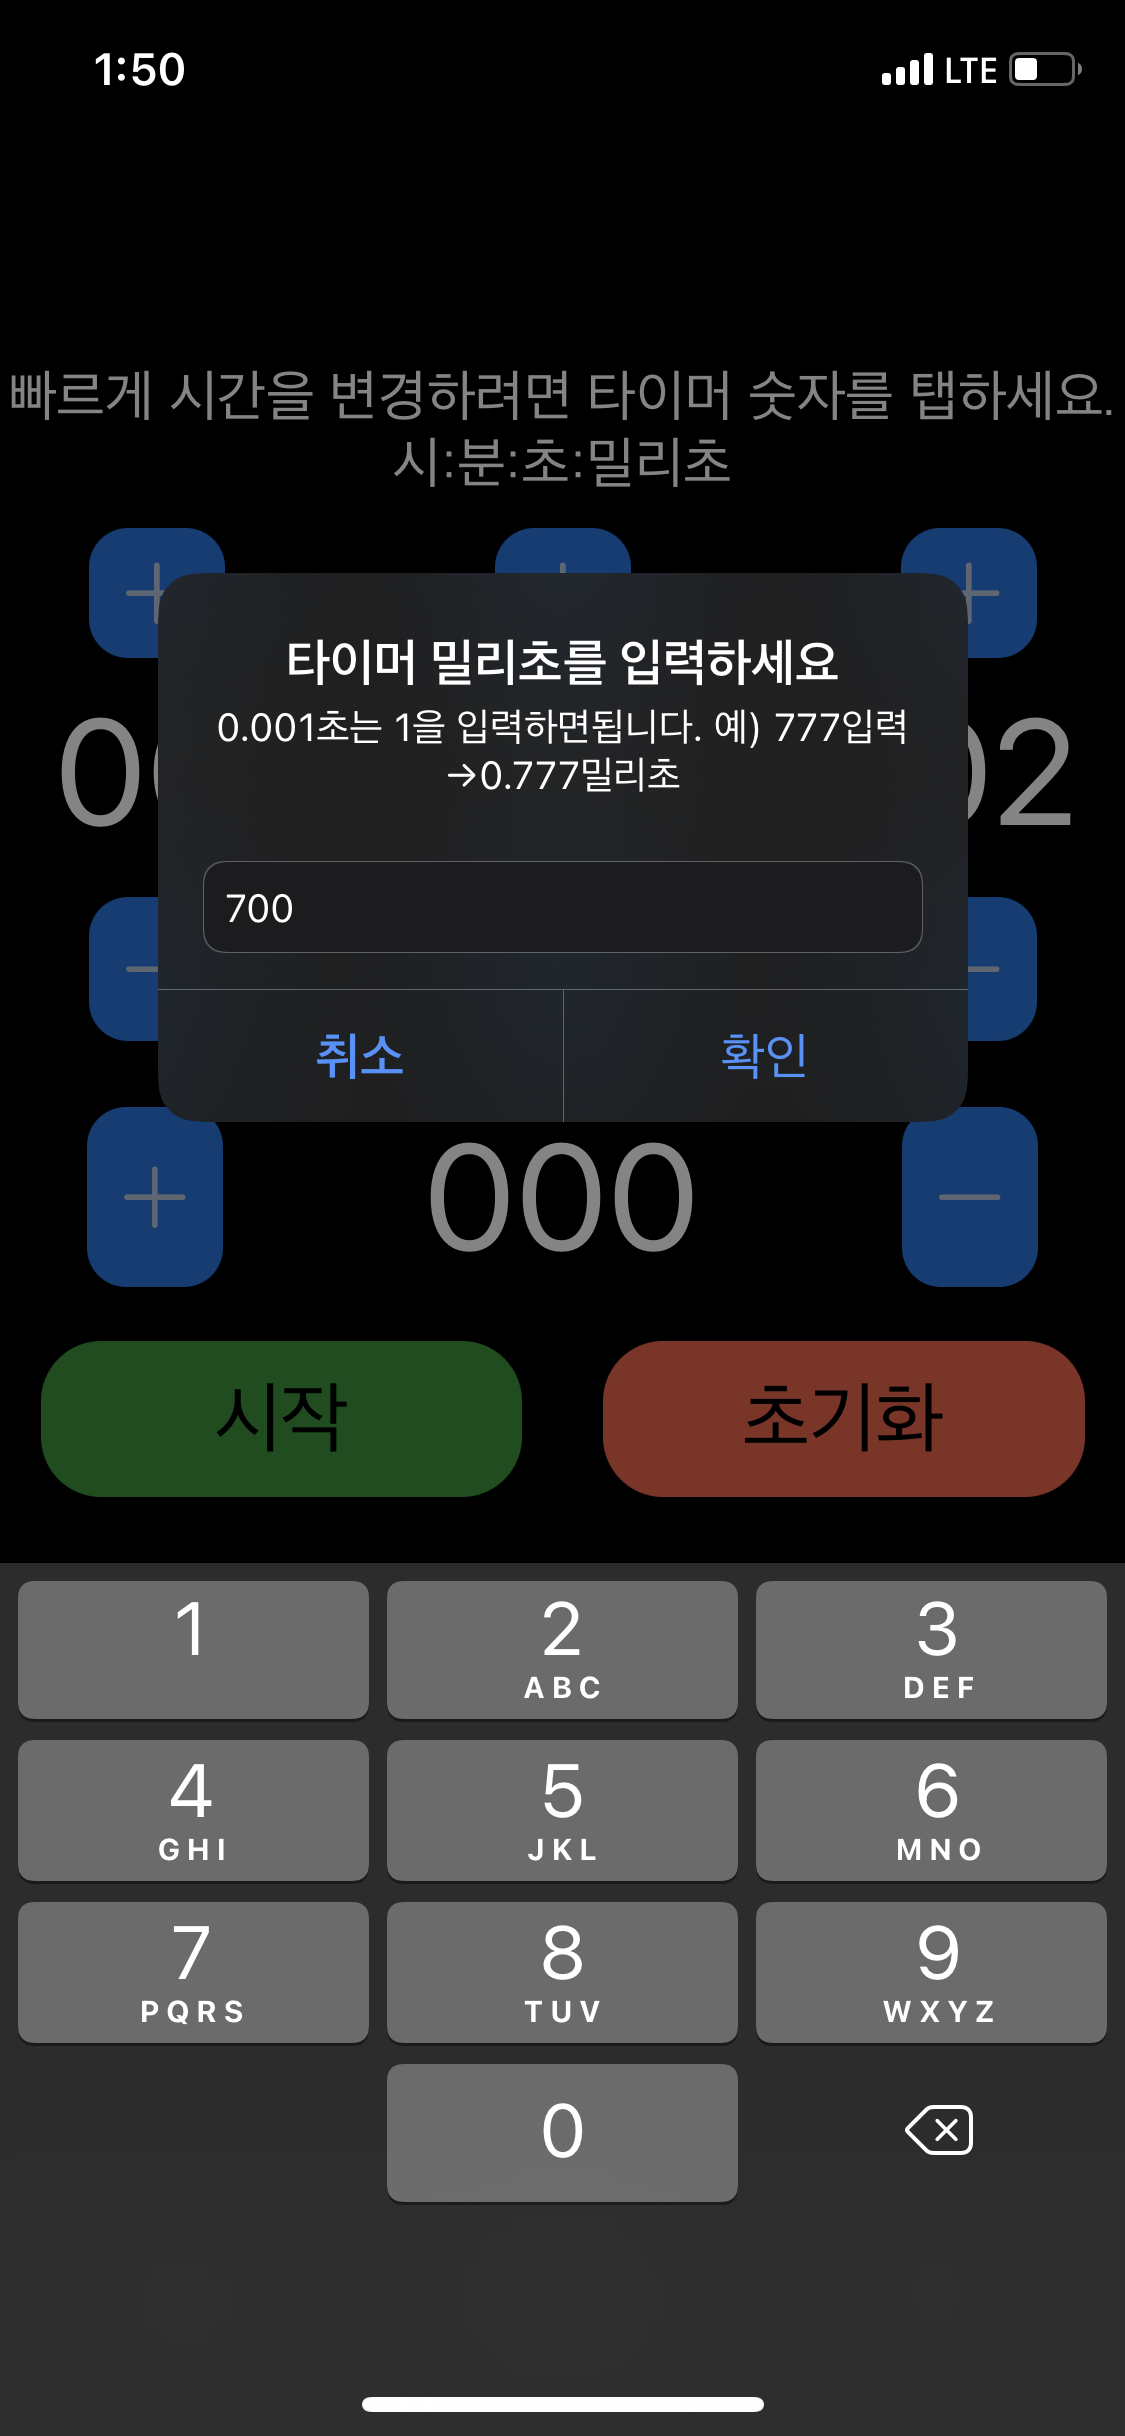 1:50
LTE
빠르게 시간을 변경하려면 타이머 숫자를 탭하세요.
시:분:초:밀리초
타이머 밀리초를 입력하세요
0.001초는 1을 입력하면됩니다. 예) 777입력
→0.777밀리초
700
취소 확인
000
시작 초기화
1 2 3
ABC DEF
4 5 6
GHI JKL MNO
7 8 9
PQRS TUV WXYZ
0